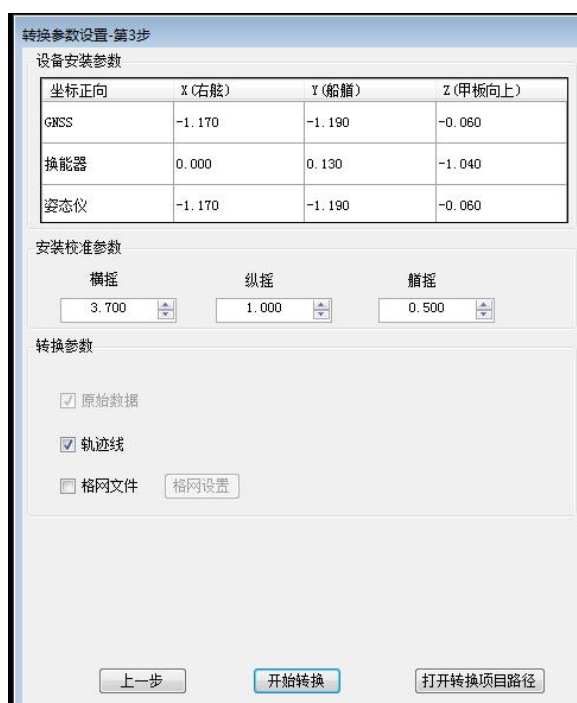 转换参数设置-第3步
设备安装参数
坐标正向 X(右舷) Y(船艏) Z(甲板向上)
GNSS -1.170 -1.190 -0.060
换能器 0.000 0.130 -1.040
姿态仪 -1.170 -1.190 -0.060
安装校准参数
横摇 纵摇 艏摇
3.700 1.000 0.500
转换参数
原始数据
轨迹线
格网文件 格网设置
上一步 开始转换 打开转换项目路径